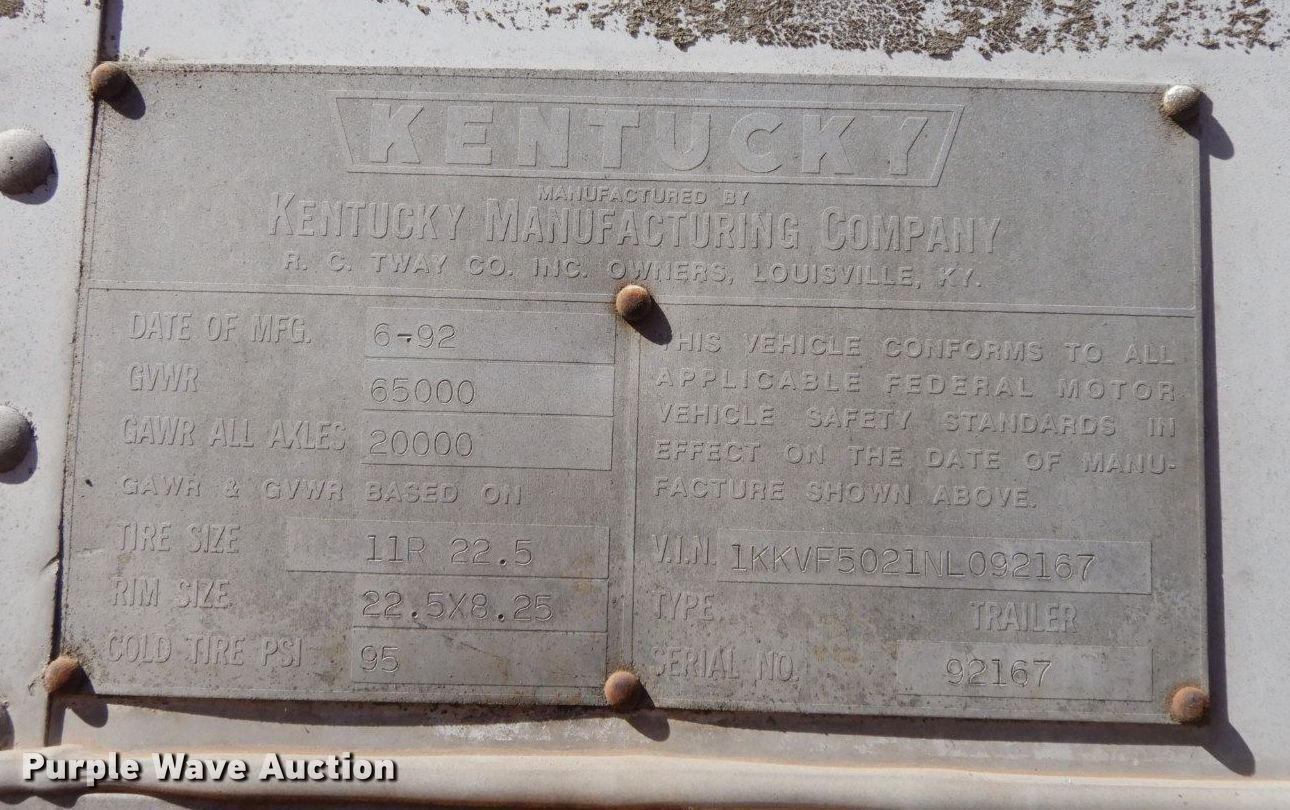 KENTUCKY
MANUFACTURED BY
KENTUCKY MANUFACTURING COMPANY
R. C. TWAY CO. INC. OWNERS, LOUISVILLE, KY.
DATE OF MFG. 6-92
GVWR 65000
GAWR ALL AXLES 20000
GAWR & GVWR BASED ON
TIRE SIZE 11R 22.5
RIM SIZE 22.5X8.25
COLD TIRE PSI 95
THIS VEHICLE CONFORMS TO ALL
APPLICABLE FEDERAL MOTOR
VEHICLE SAFETY STANDARDS IN
EFFECT ON THE DATE OF MANU-
FACTURE SHOWN ABOVE.
V.I.N. 1KKVF5021NL092167
TYPE TRAILER
SERIAL NO. 92167
Purple Wave Auction